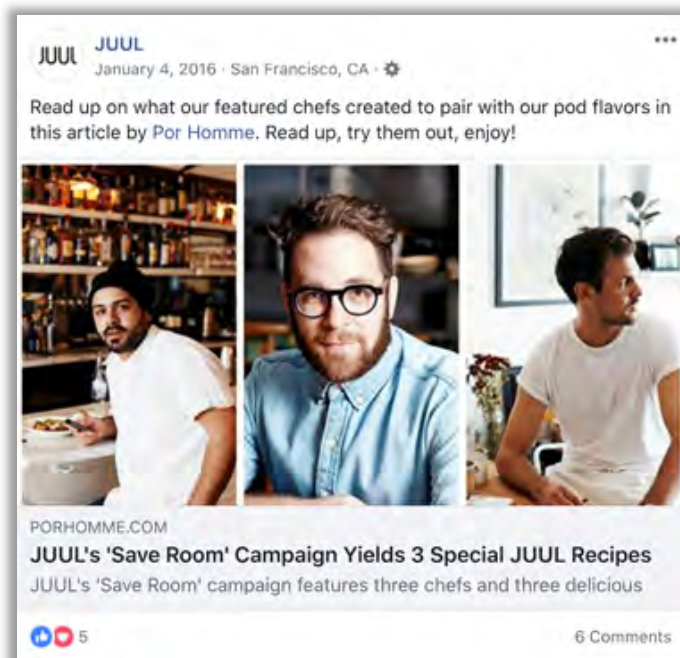 JUUL
JUUL
January 4, 2016 · San Francisco, CA ·
Read up on what our featured chefs created to pair with our pod flavors in
this article by Por Homme. Read up, try them out, enjoy!
PORHOMME.COM
JUUL's 'Save Room' Campaign Yields 3 Special JUUL Recipes
JUUL's 'Save Room' campaign features three chefs and three delicious
5
6 Comments